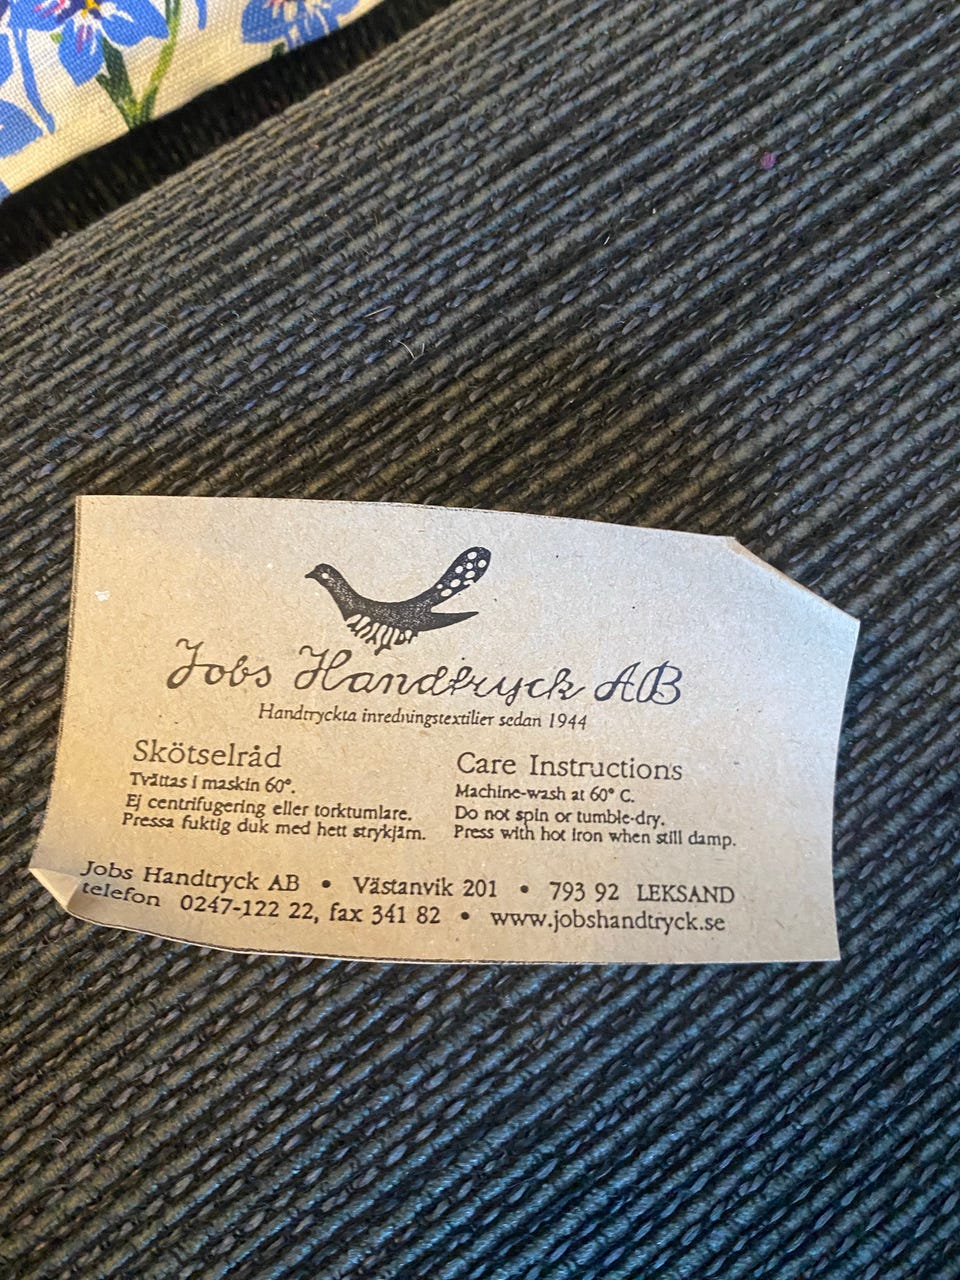 Jobs Handtryck AB
Handtryckta inredningstextilier sedan 1944
Skötselråd
Tvättas i maskin 60°.
Ej centrifugering eller torktumlare.
Pressa fuktig duk med hett strykjärn.
Care Instructions
Machine-wash at 60° C.
Do not spin or tumble-dry.
Press with hot iron when still damp.
Jobs Handtryck AB • Västanvik 201 • 793 92 LEKSAND
telefon 0247-122 22, fax 341 82 • www.jobshandtryck.se